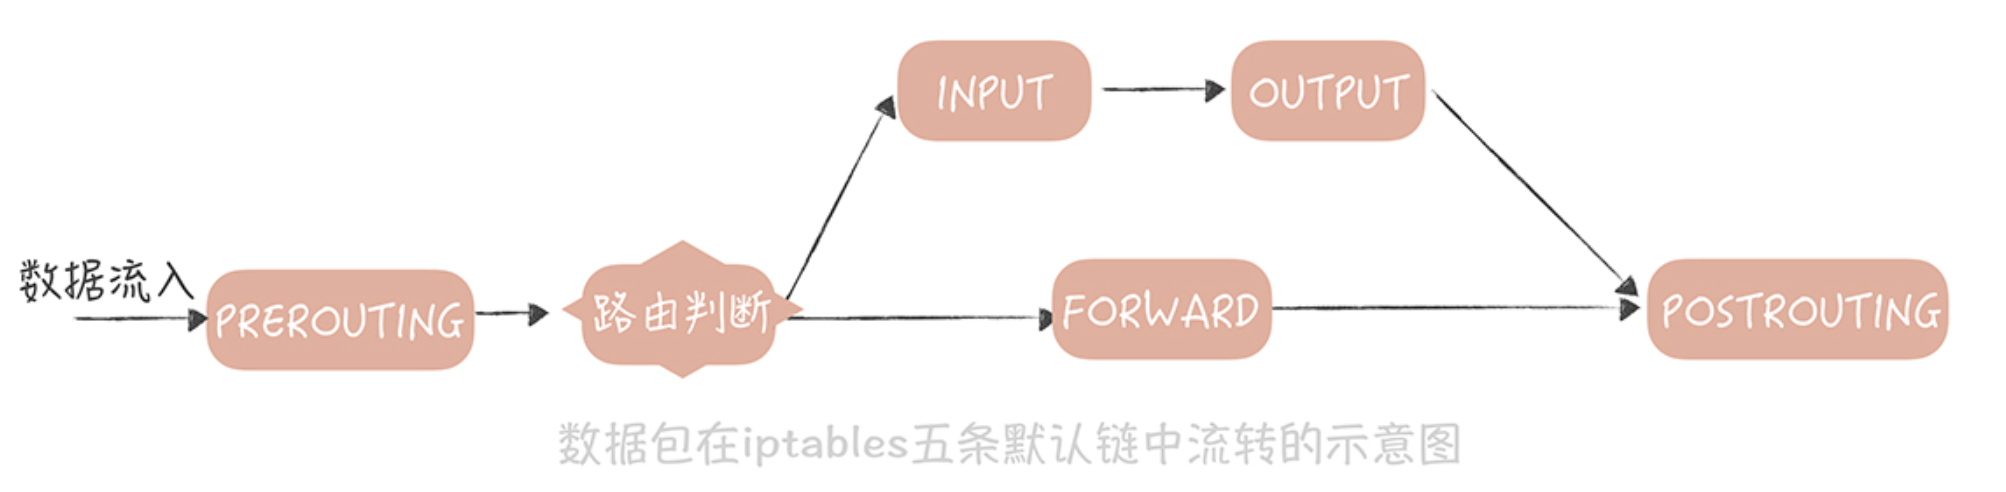 数据流入
PREROUTING
路由判断
INPUT
OUTPUT
FORWARD
POSTROUTING
数据包在iptables五条默认链中流转的示意图